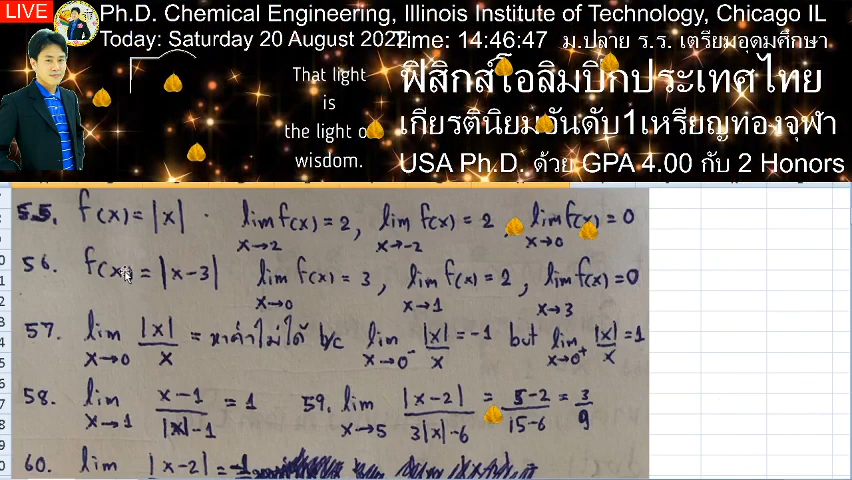 LIVE
Ph.D. Chemical Engineering, Illinois Institute of Technology, Chicago IL
Today: Saturday 20 August 2022 Time: 14:46:47 ม.ปลาย ร.ร. เตรียมอุดมศึกษา
That light
is
the light of
wisdom.
ฟิสิกส์โอลิมปิกประเทศไทย
เกียรตินิยมอันดับ1เหรียญทองจุฬา
USA Ph.D. ด้วย GPA 4.00 กับ 2 Honors
55. f(x) = |x| . lim x→2 f(x) = 2, lim x→-2 f(x) = 2, lim x→0 f(x) = 0
56. f(x) = |x-3| lim x→0 f(x) = 3, lim x→1 f(x) = 2, lim x→3 f(x) = 0
57. lim x→0 |x|/x = หาค่าไม่ได้ b/c lim x→0⁻ |x|/x = -1 but lim x→0⁺ |x|/x = 1
58. lim x→1 x-1/|x|-1 = 1 59. lim x→5 |x-2|/3|x|-6 = 5-2/15-6 = 3/9
60. lim |x-2| =